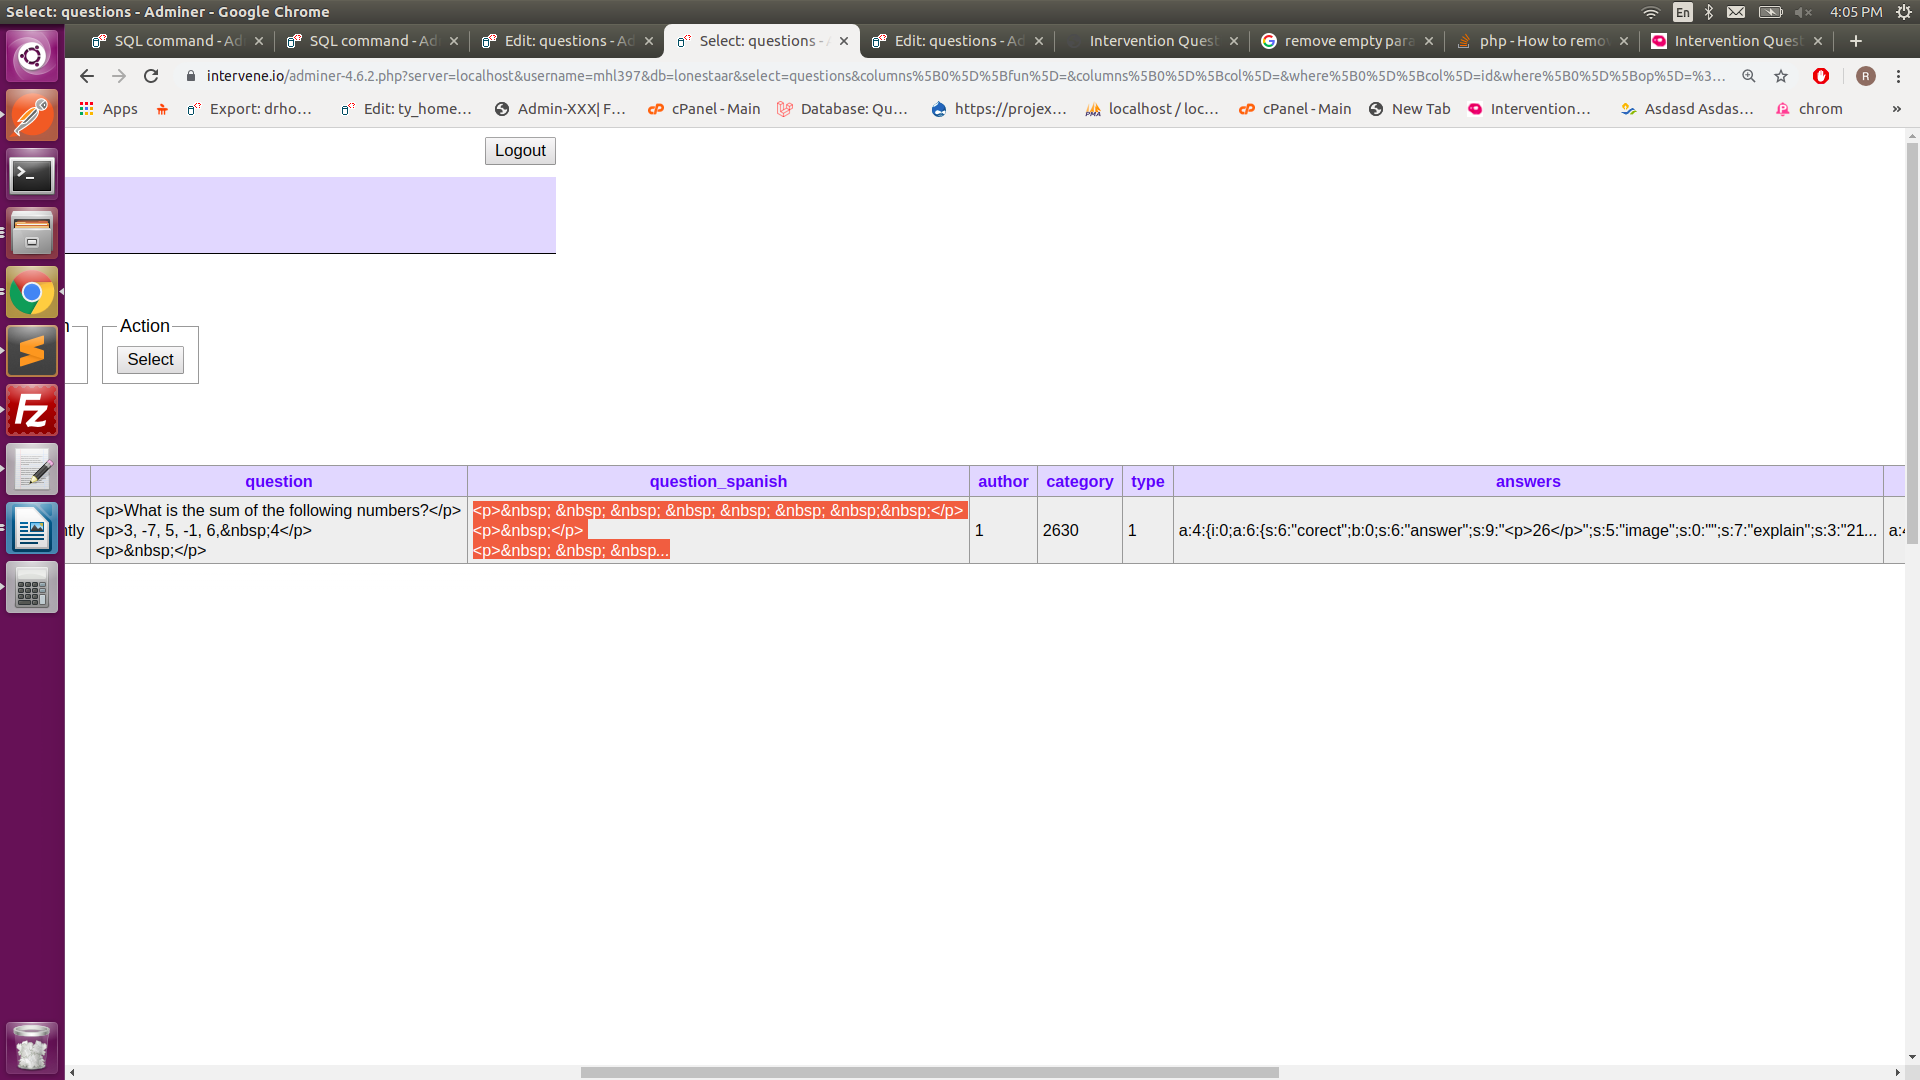 Select: questions - Adminer - Google Chrome
En
4:05 PM
SQL command - Ad
SQL command - Ad
Edit: questions - Ad
Select: questions - A
Edit: questions - Ad
Intervention Quest
remove empty para
php - How to remov
Intervention Quest
intervene.io/adminer-4.6.2.php?server=localhost&username=mhl397&db=lonestaar&select=questions&columns%5B0%5D%5Bfun%5D=&columns%5B0%5D%5Bcol%5D=&where%5B0%5D%5Bcol%5D=id&where%5B0%5D%5Bop%5D=%3...
R
Apps
Export: drho...
Edit: ty_home...
Admin-XXX| F...
cPanel - Main
Database: Qu...
https://projex...
localhost / loc...
cPanel - Main
New Tab
Intervention...
Asdasd Asdas...
chrom
»
Logout
n
Action
Select
question
question_spanish
author
category
type
answers
ntly
<p>What is the sum of the following numbers?</p>
<p>3, -7, 5, -1, 6,&nbsp;4</p>
<p>&nbsp;</p>
<p>&nbsp; &nbsp; &nbsp; &nbsp; &nbsp; &nbsp; &nbsp;&nbsp;</p>
<p>&nbsp;</p>
<p>&nbsp; &nbsp; &nbsp...
1
2630
1
a:4:{i:0;a:6:{s:6:"corect";b:0;s:6:"answer";s:9:"<p>26</p>";s:5:"image";s:0:"";s:7:"explain";s:3:"21...
a:4